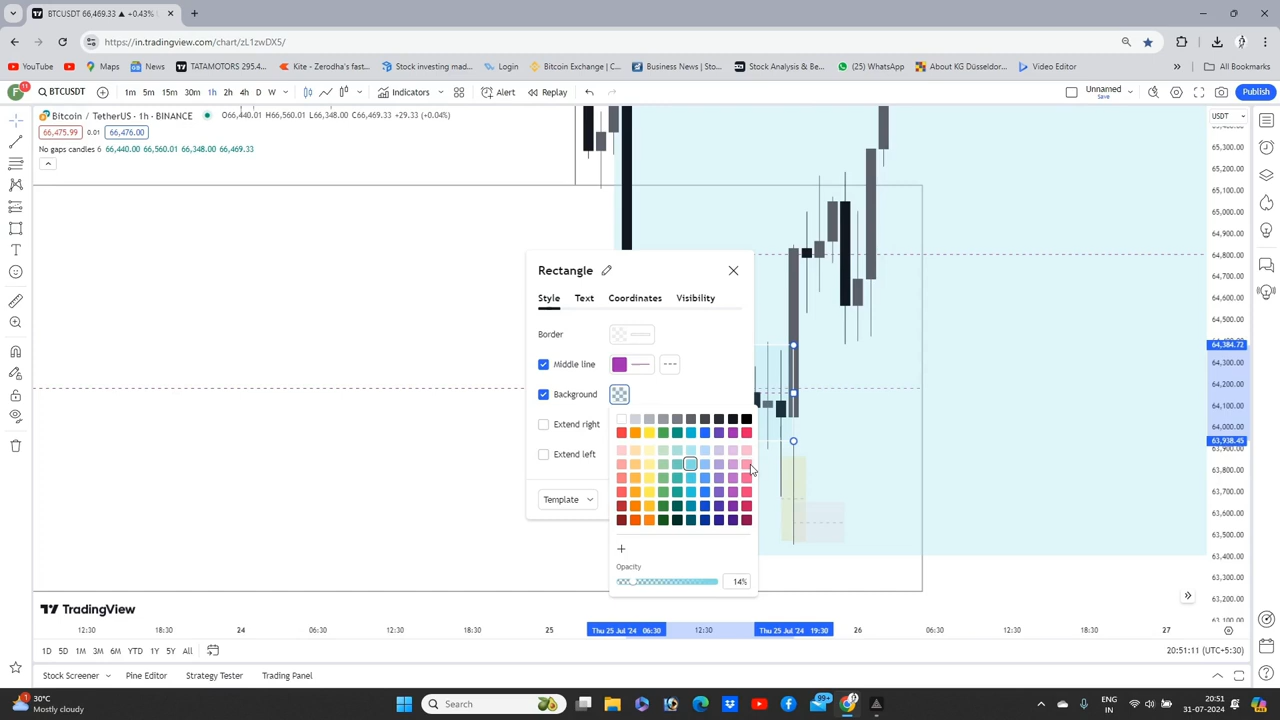 BTCUSDT 66,469.33 ▲ +0.43%
https://in.tradingview.com/chart/zL1zwDX5/
YouTube
Maps
News
TATAMOTORS 295.4...
Kite - Zerodha's fast...
Stock investing mad...
Login
Bitcoin Exchange | C...
Business News | Sto...
Stock Analysis & Be...
(25) WhatsApp
About KG Düsseldor...
Video Editor
»
All Bookmarks
F 11
BTCUSDT
1m 5m 15m 30m 1h 2h 4h D W
Indicators
Alert
Replay
Unnamed
Save
Publish
Bitcoin / TetherUS · 1h · BINANCE
O66,440.01 H66,560.01 L66,348.00 C66,469.33 +29.33 (+0.04%)
66,475.99 0.01 66,476.00
No gaps candles 6 66,440.00 66,560.01 66,348.00 66,469.33
USDT
65,300.00
65,200.00
65,100.00
65,000.00
64,900.00
64,800.00
64,700.00
64,600.00
64,500.00
64,384.72
64,300.00
64,200.00
64,100.00
64,000.00
63,938.45
63,800.00
63,700.00
63,600.00
63,500.00
63,400.00
63,300.00
63,200.00
Rectangle
Style Text Coordinates Visibility
Border
Middle line
Background
Extend right
Extend left
Template
+
Opacity
14%
TradingView
12:30 18:30 24 06:30 12:30 18:30 25 Thu 25 Jul '24 06:30 12:30 Thu 25 Jul '24 19:30 26 06:30 12:30 18:30 27
1D 5D 1M 3M 6M YTD 1Y 5Y All
20:51:11 (UTC+5:30)
Stock Screener
Pine Editor
Strategy Tester
Trading Panel
1
30°C
Mostly cloudy
Search
99+
ENG
IN
20:51
31-07-2024